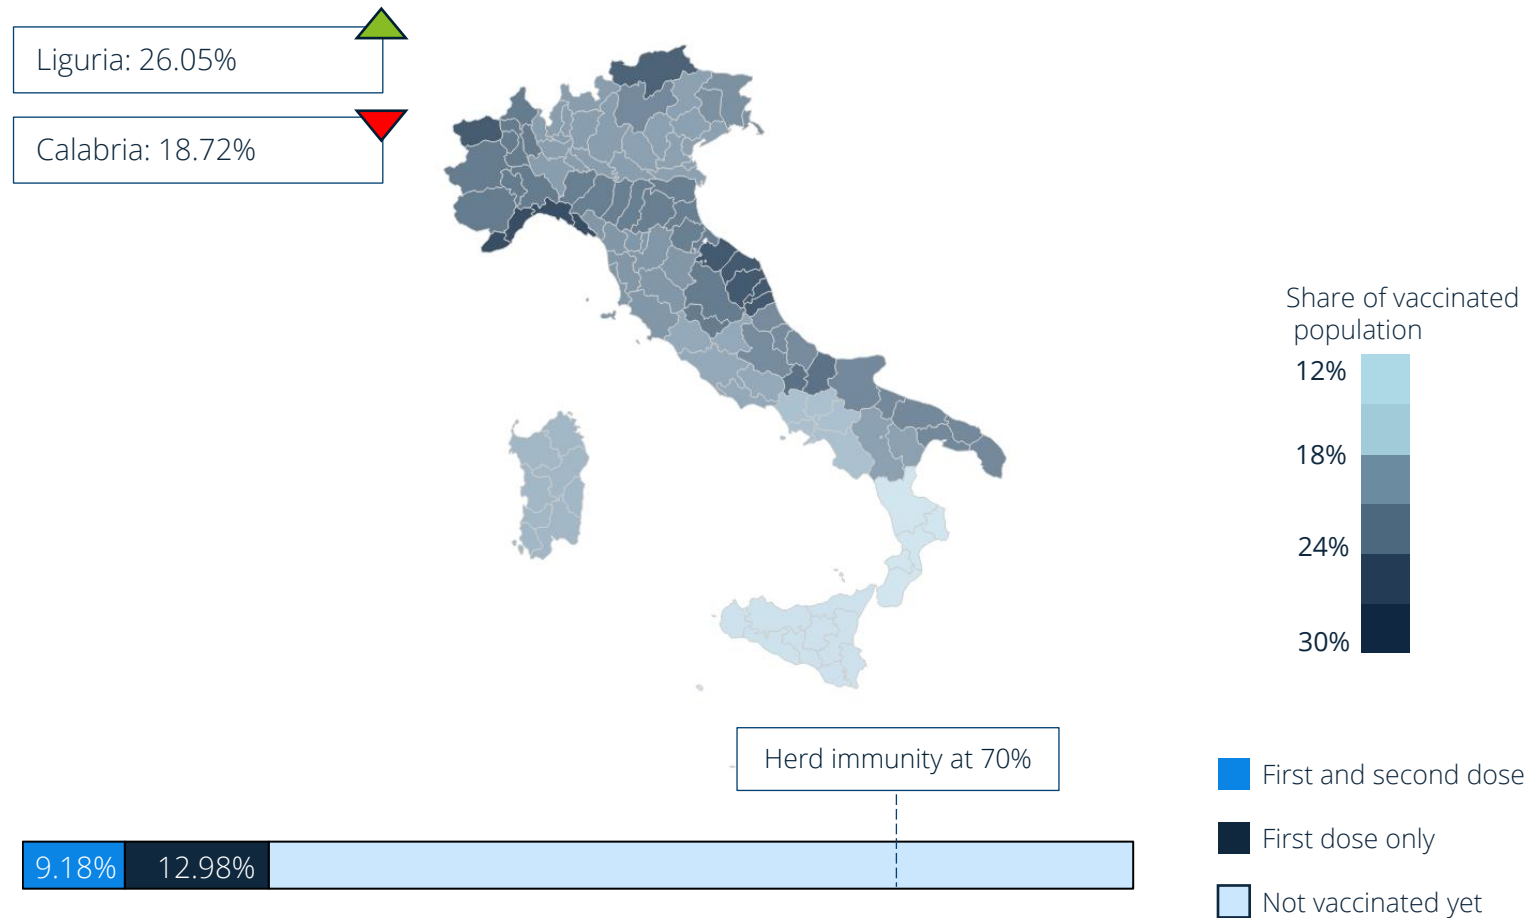 Liguria: 26.05%
Calabria: 18.72%
Share of vaccinated
population
12%
18%
24%
30%
Herd immunity at 70%
9.18%
12.98%
First and second dose
First dose only
Not vaccinated yet